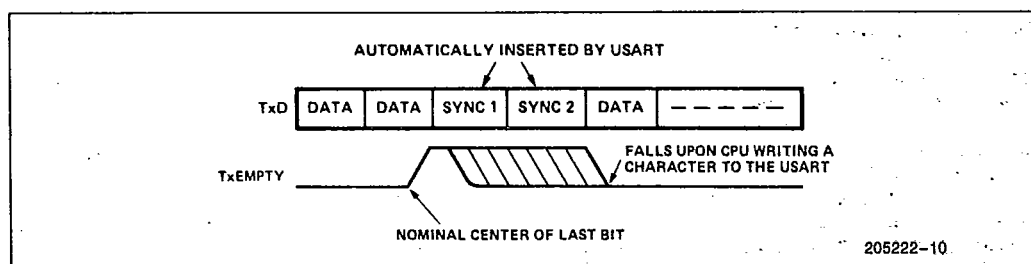 AUTOMATICALLY INSERTED BY USART
TxD DATA DATA SYNC 1 SYNC 2 DATA
TxEMPTY
FALLS UPON CPU WRITING A
CHARACTER TO THE USART
NOMINAL CENTER OF LAST BIT
205222-10